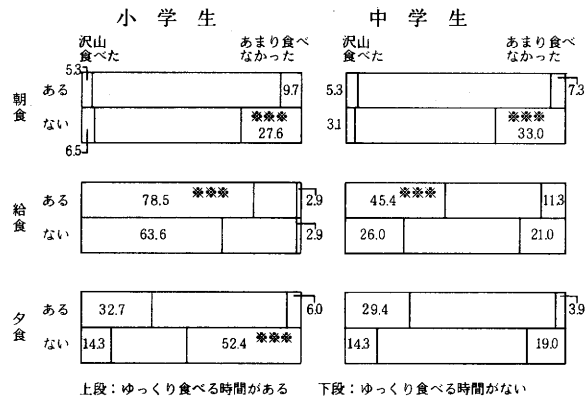 小学生 中学生
沢山食べた あまり食べなかった 沢山食べた あまり食べなかった
朝食
5.3
ある 9.7 5.3 7.3
ない ※※※ 27.6 3.1 ※※※ 33.0
6.5
給食
ある 78.5 ※※※ 2.9 45.4 ※※※ 11.3
ない 63.6 2.9 26.0 21.0
夕食
ある 32.7 6.0 29.4 3.9
ない 14.3 52.4 ※※※ 14.3 19.0
上段：ゆっくり食べる時間がある 下段：ゆっくり食べる時間がない